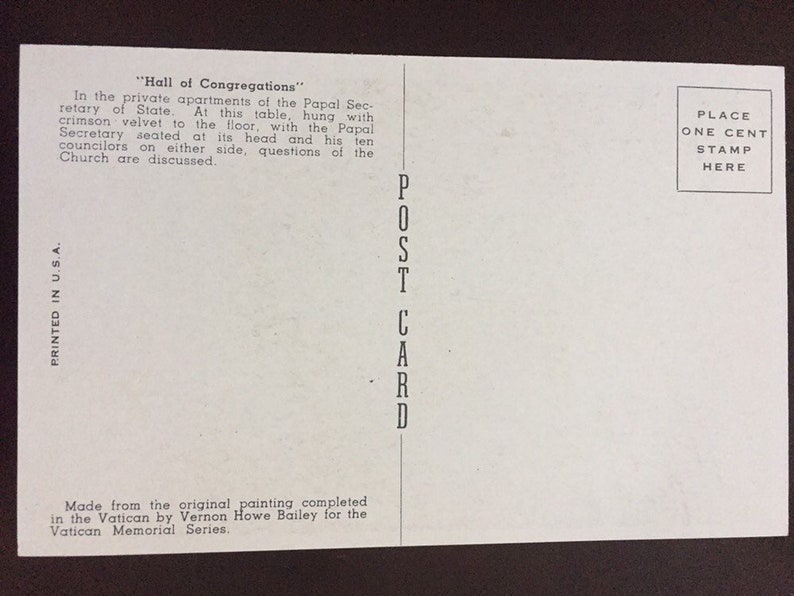 "Hall of Congregations"
In the private apartments of the Papal Sec-
retary of State. At this table, hung with
crimson velvet to the floor, with the Papal
Secretary seated at its head and his ten
councilors on either side, questions of the
Church are discussed.
PRINTED IN U.S.A.
Made from the original painting completed
in the Vatican by Vernon Howe Bailey for the
Vatican Memorial Series.
POST CARD
PLACE
ONE CENT
STAMP
HERE